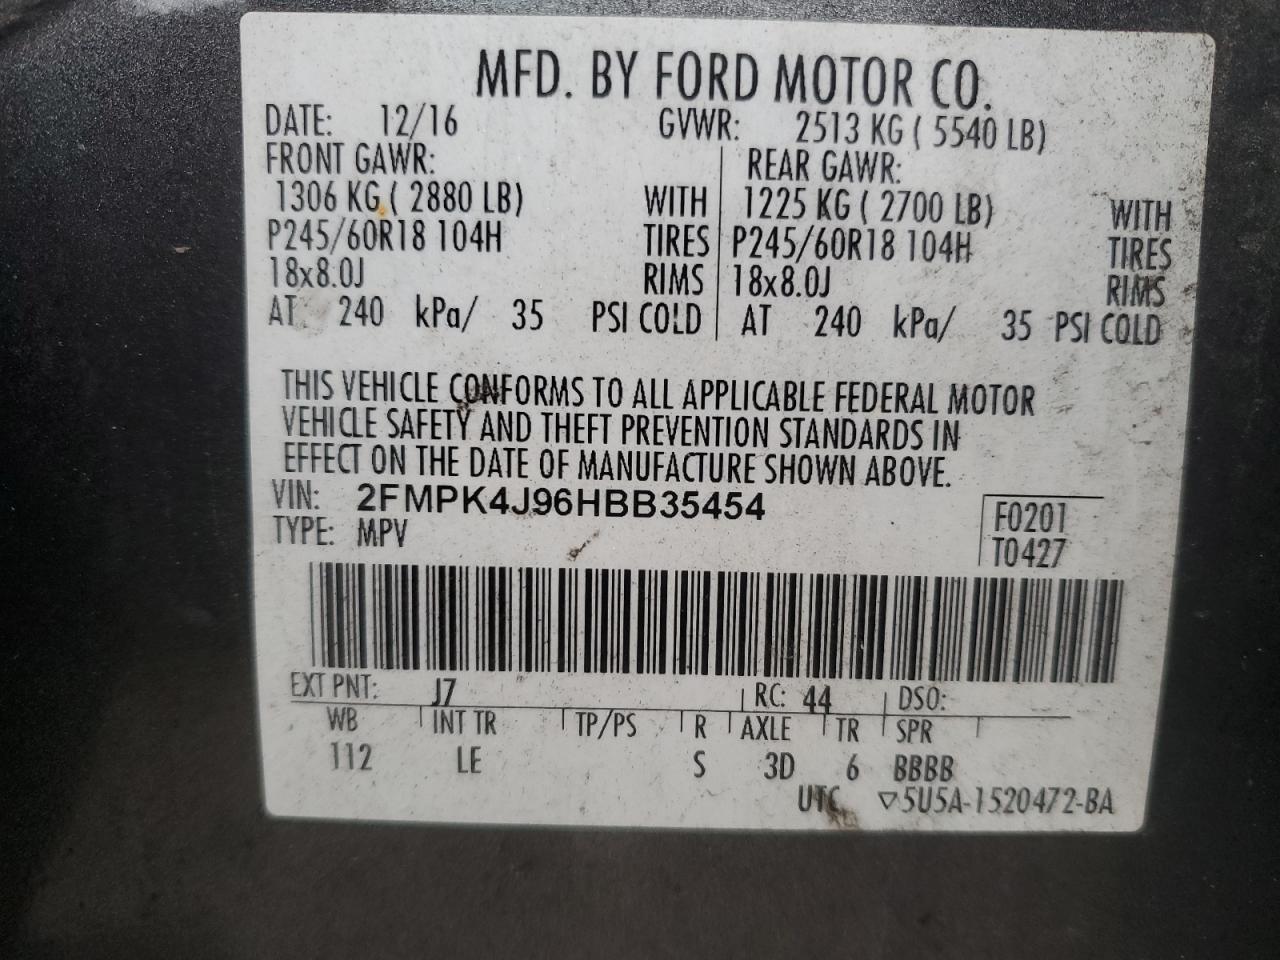 MFD. BY FORD MOTOR CO.
DATE: 12/16 GVWR: 2513 KG ( 5540 LB)
FRONT GAWR: REAR GAWR:
1306 KG ( 2880 LB) WITH 1225 KG ( 2700 LB) WITH
P245/60R18 104H TIRES P245/60R18 104H TIRES
18x8.0J RIMS 18x8.0J RIMS
AT 240 kPa/ 35 PSI COLD AT 240 kPa/ 35 PSI COLD
THIS VEHICLE CONFORMS TO ALL APPLICABLE FEDERAL MOTOR
VEHICLE SAFETY AND THEFT PREVENTION STANDARDS IN
EFFECT ON THE DATE OF MANUFACTURE SHOWN ABOVE.
VIN: 2FMPK4J96HBB35454 F0201
TYPE: MPV T0427
EXT PNT: J7 RC: 44 DSO:
WB INT TR TP/PS R AXLE TR SPR
112 LE S 3D 6 BBBB
UTC ▽5U5A-1520472-BA